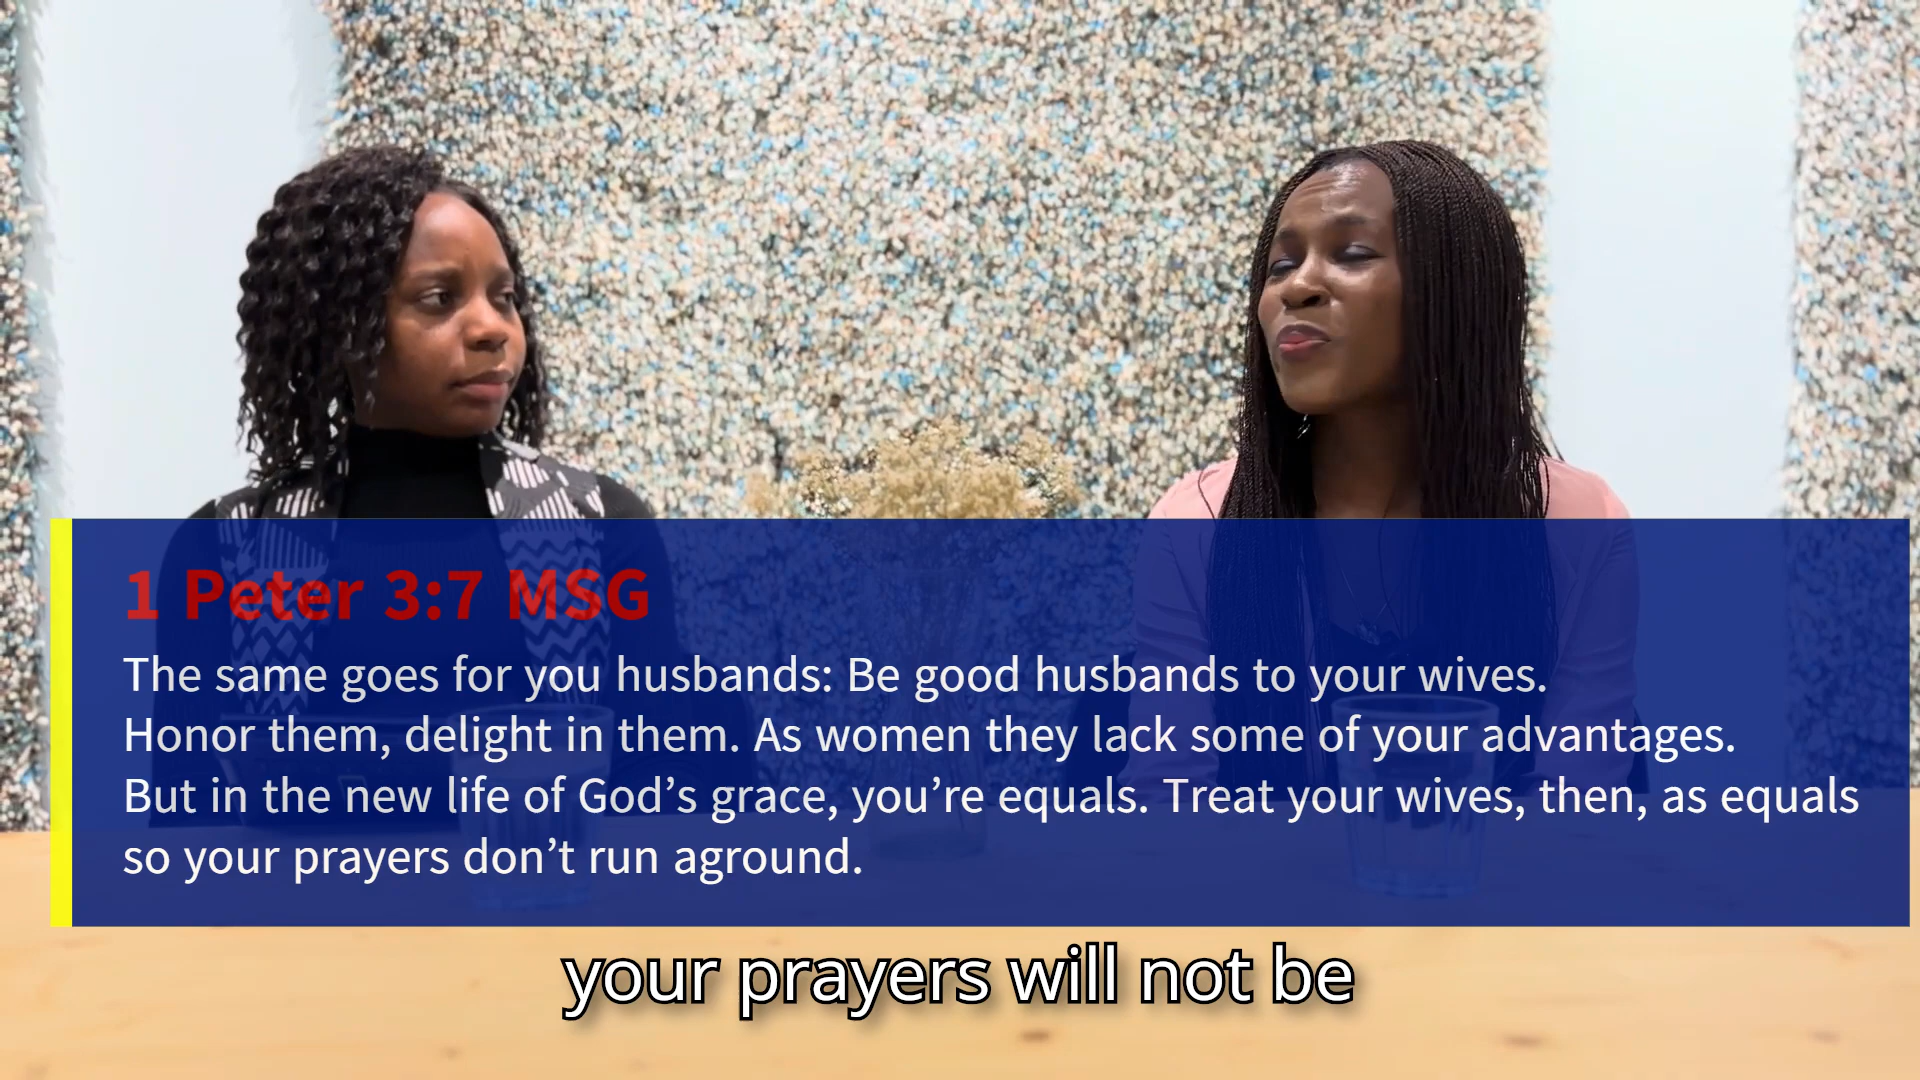 1 Peter 3:7 MSG
The same goes for you husbands: Be good husbands to your wives.
Honor them, delight in them. As women they lack some of your advantages.
But in the new life of God’s grace, you’re equals. Treat your wives, then, as equals
so your prayers don’t run aground.
your prayers will not be